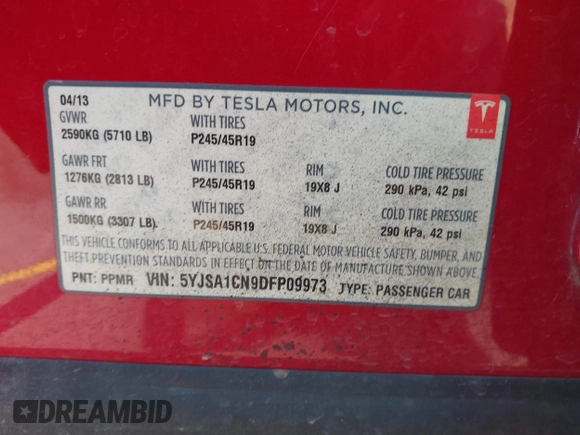 04/13 MFD BY TESLA MOTORS, INC.
GVWR WITH TIRES
2590KG (5710 LB) P245/45R19
TESLA
GAWR FRT WITH TIRES RIM COLD TIRE PRESSURE
1276KG (2813 LB) P245/45R19 19X8 J 290 kPa, 42 psi
GAWR RR WITH TIRES RIM COLD TIRE PRESSURE
1500KG (3307 LB) P245/45R19 19X8 J 290 kPa, 42 psi
THIS VEHICLE CONFORMS TO ALL APPLICABLE U.S. FEDERAL MOTOR VEHICLE SAFETY, BUMPER, AND
THEFT PREVENTION STANDARDS IN EFFECT ON THE DATE OF MANUFACTURE SHOWN ABOVE.
PNT: PPMR VIN: 5YJSA1CN9DFP09973 TYPE: PASSENGER CAR
DREAMBID